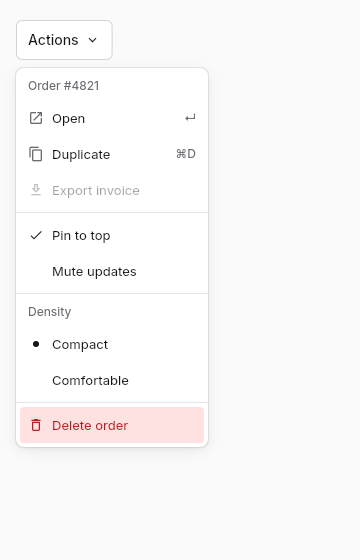 Actions
Order #4821
Open ↵
Duplicate ⌘D
Export invoice
Pin to top
Mute updates
Density
Compact
Comfortable
Delete order